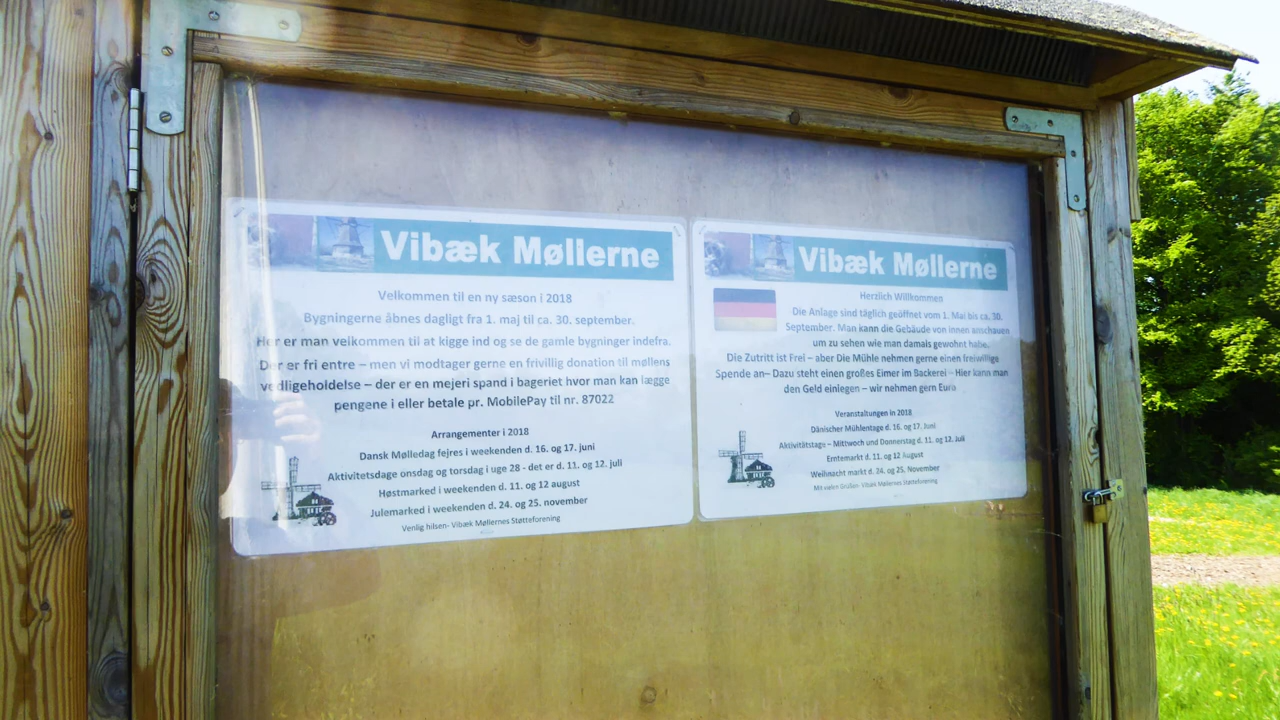 Vibæk Møllerne
Velkommen til en ny sæson i 2018
Bygningerne åbnes dagligt fra 1. maj til ca. 30. september.
Her er man velkommen til at kigge ind og se de gamle bygninger indefra.
Der er fri entre – men vi modtager gerne en frivillig donation til møllens
vedligeholdelse – der er en mejeri spand i bageriet hvor man kan lægge
pengene i eller betale pr. MobilePay til nr. 87022
Arrangementer i 2018
Dansk Mølledag fejres i weekenden d. 16. og 17. juni
Aktivitetsdage onsdag og torsdag i uge 28 - det er d. 11. og 12. juli
Høstmarked i weekenden d. 11. og 12 august
Julemarked i weekenden d. 24. og 25. november
Venlig hilsen- Vibæk Møllernes Støtteforening
Vibæk Møllerne
Herzlich Willkommen
Die Anlage sind täglich geöffnet vom 1. Mai bis ca. 30.
September. Man kann die Gebäude von innen anschauen
um zu sehen wie man damals gewohnt habe.
Die Zutritt ist Frei – aber Die Mühle nehmen gerne einen freiwillige
Spende an– Dazu steht einen großes Eimer im Backerei – Hier kann man
den Geld einlegen – wir nehmen gern Euro
Veranstaltungen in 2018
Dänischer Mühlentage d. 16. og 17. Juni
Aktivitätstage – Mittwoch und Donnerstag d. 11. og 12. Juli
Erntemarkt d. 11. og 12 August
Weihnacht markt d. 24. og 25. November
Mit vielen Grüßen- Vibæk Møllernes Støtteforening